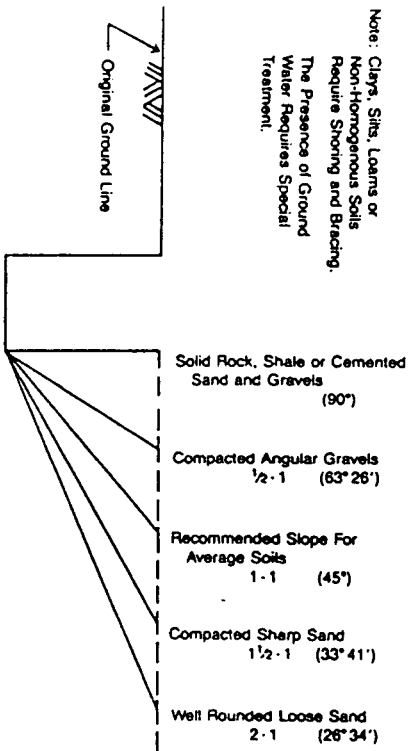 Note: Clays, Silts, Loams or
Non-Homogenous Soils
Require Shoring and Bracing.
The Presence of Ground
Water Requires Special
Treatment.
Original Ground Line
Solid Rock, Shale or Cemented
Sand and Gravels
(90°)
Compacted Angular Gravels
½ - 1 (63° 26')
Recommended Slope For
Average Soils
1 - 1 (45°)
Compacted Sharp Sand
1½ - 1 (33° 41')
Well Rounded Loose Sand
2 - 1 (26° 34')